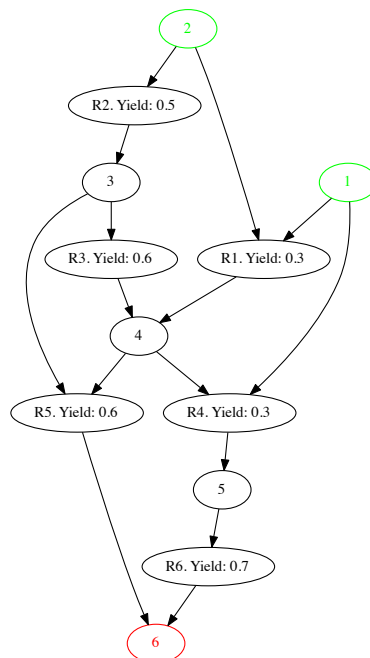 2
R2. Yield: 0.5
3
1
R3. Yield: 0.6
R1. Yield: 0.3
4
R5. Yield: 0.6
R4. Yield: 0.3
5
R6. Yield: 0.7
6